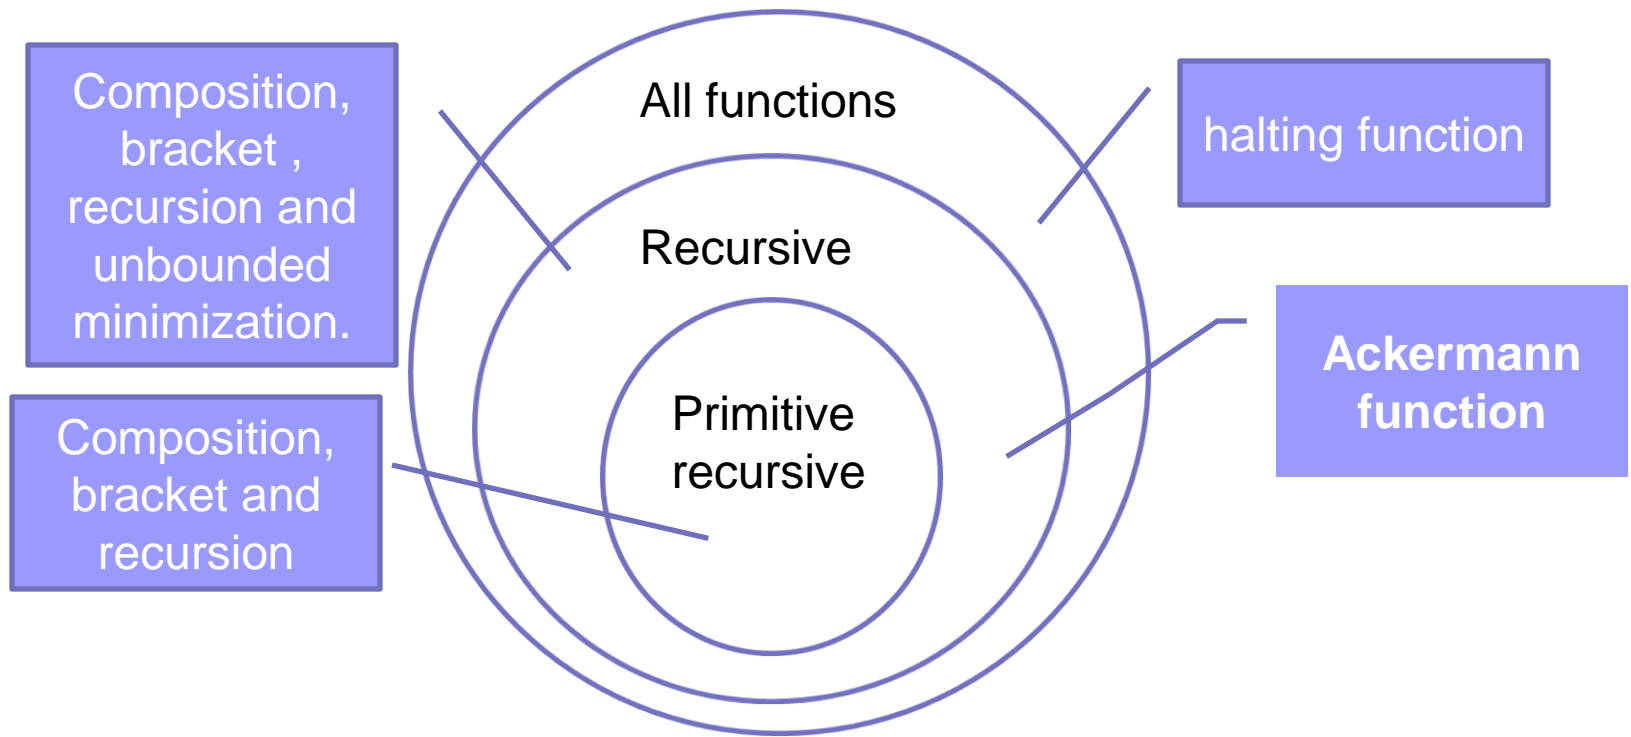 Composition,
bracket ,
recursion and
unbounded
minimization.
All functions
halting function
Recursive
Ackermann
function
Primitive
recursive
Composition,
bracket and
recursion